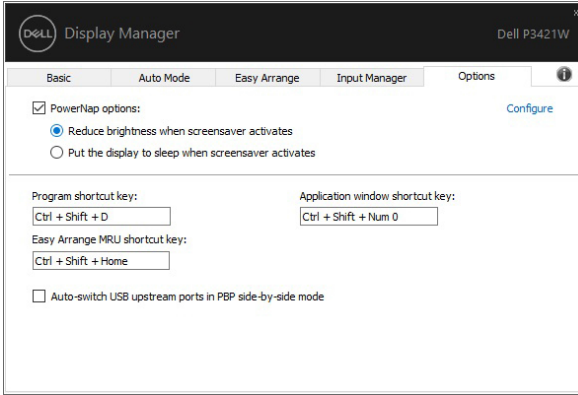 DELL Display Manager
Dell P3421W
Basic
Auto Mode
Easy Arrange
Input Manager
Options
PowerNap options:
Configure
Reduce brightness when screensaver activates
Put the display to sleep when screensaver activates
Program shortcut key:
Application window shortcut key:
Ctrl + Shift + D
Ctrl + Shift + Num 0
Easy Arrange MRU shortcut key:
Ctrl + Shift + Home
Auto-switch USB upstream ports in PBP side-by-side mode